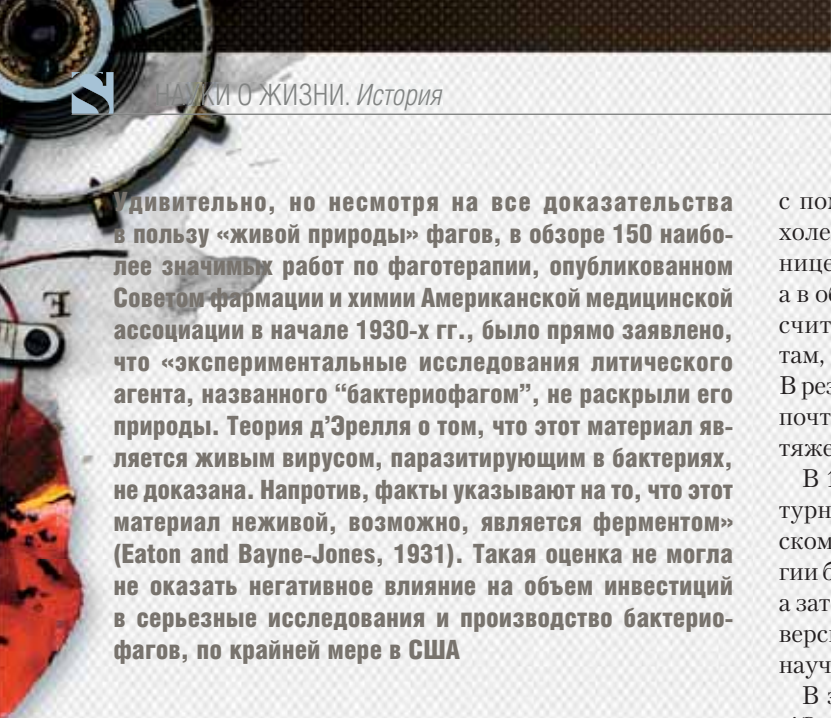 НАУКИ О ЖИЗНИ. История
Удивительно, но несмотря на все доказательства
в пользу «живой природы» фагов, в обзоре 150 наибо-
лее значимых работ по фаготерапии, опубликованном
Советом фармации и химии Американской медицинской
ассоциации в начале 1930-х гг., было прямо заявлено,
что «экспериментальные исследования литического
агента, названного “бактериофагом”, не раскрыли его
природы. Теория д’Эрелля о том, что этот материал яв-
ляется живым вирусом, паразитирующим в бактериях,
не доказана. Напротив, факты указывают на то, что этот
материал неживой, возможно, является ферментом»
(Eaton and Bayne-Jones, 1931). Такая оценка не могла
не оказать негативное влияние на объем инвестиций
в серьезные исследования и производство бактерио-
фагов, по крайней мере в США
с пом
холе
нице
а в об
счит
там,
В рез
почт
тяже
В 1
турн
ском
гии б
а зат
верс
науч
В з